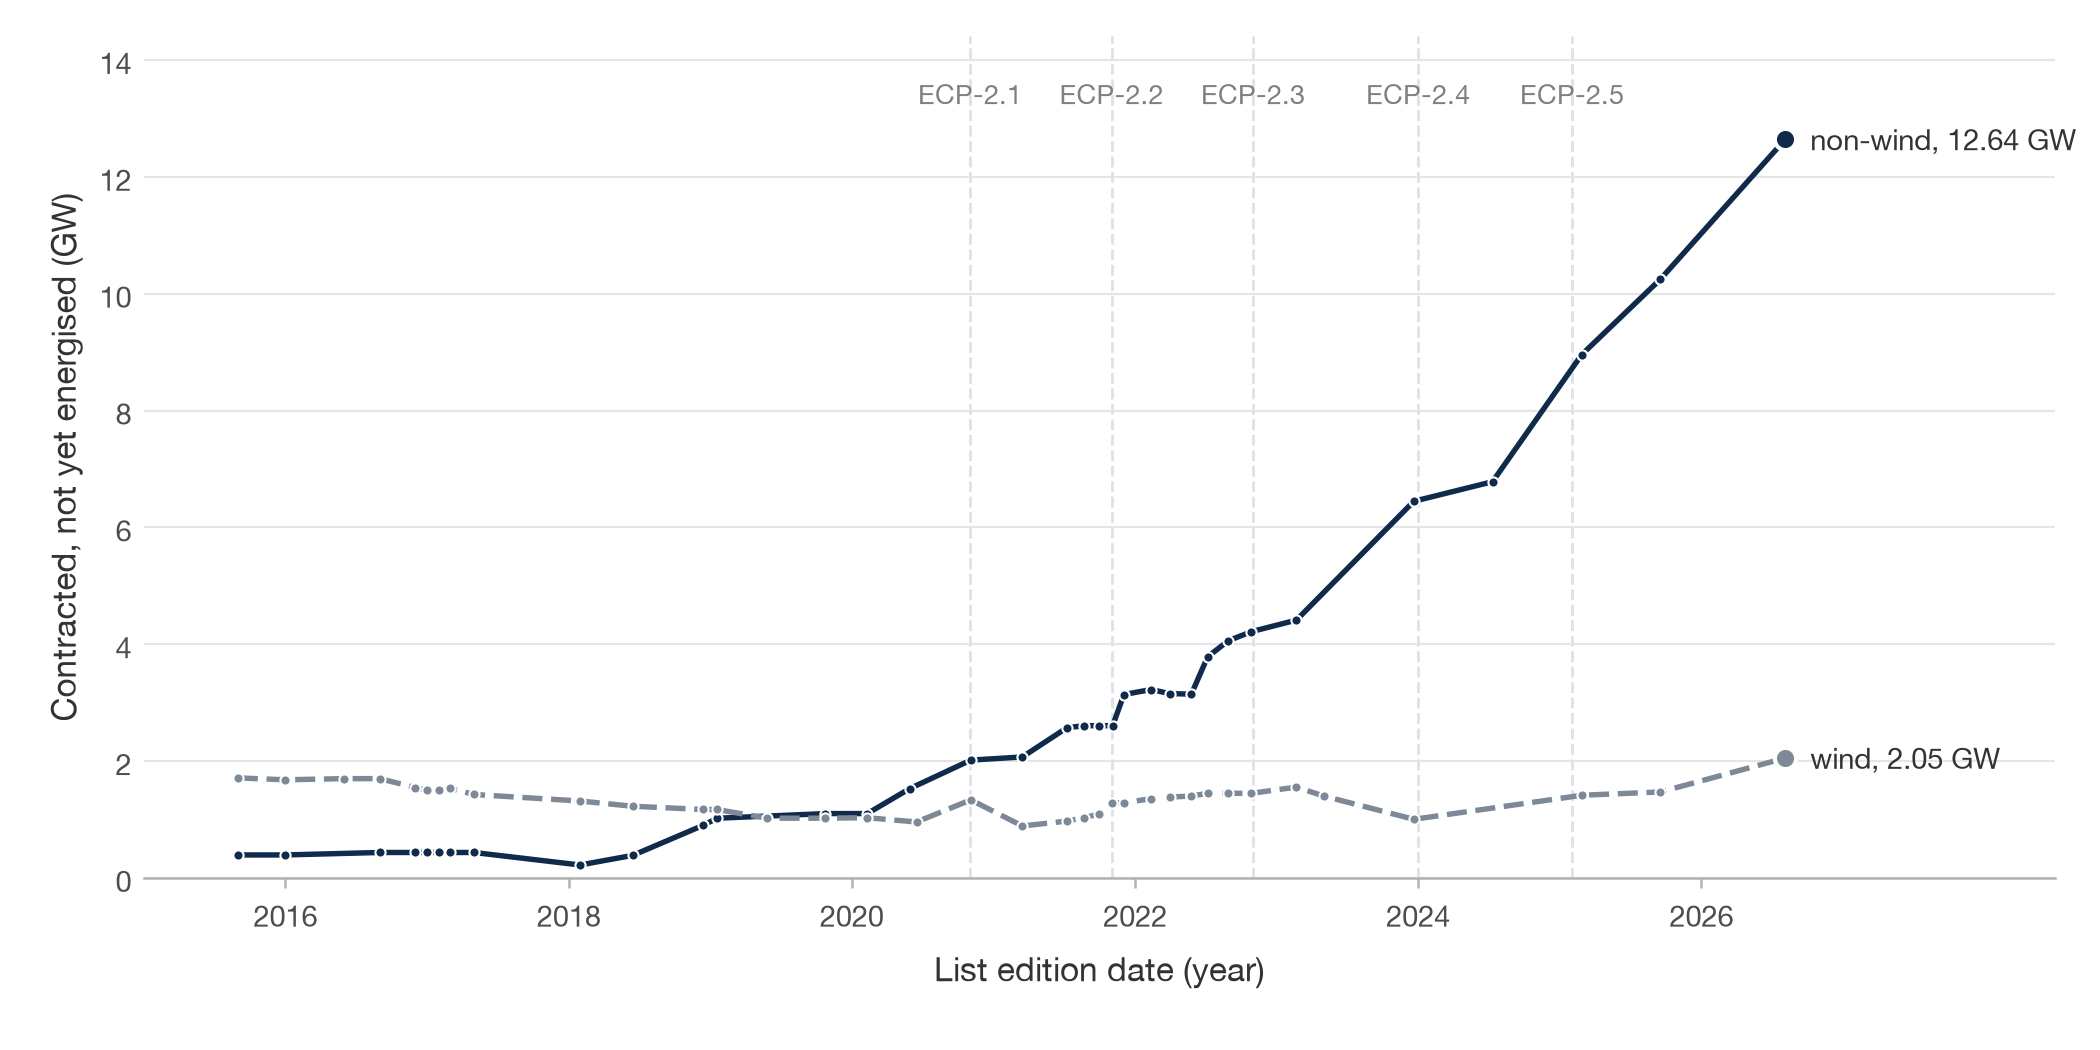 14
ECP-2.1 ECP-2.2 ECP-2.3 ECP-2.4 ECP-2.5
non-wind, 12.64 GW
12
10
8
6
4
2
0
wind, 2.05 GW
Contracted, not yet energised (GW)
2016 2018 2020 2022 2024 2026
List edition date (year)